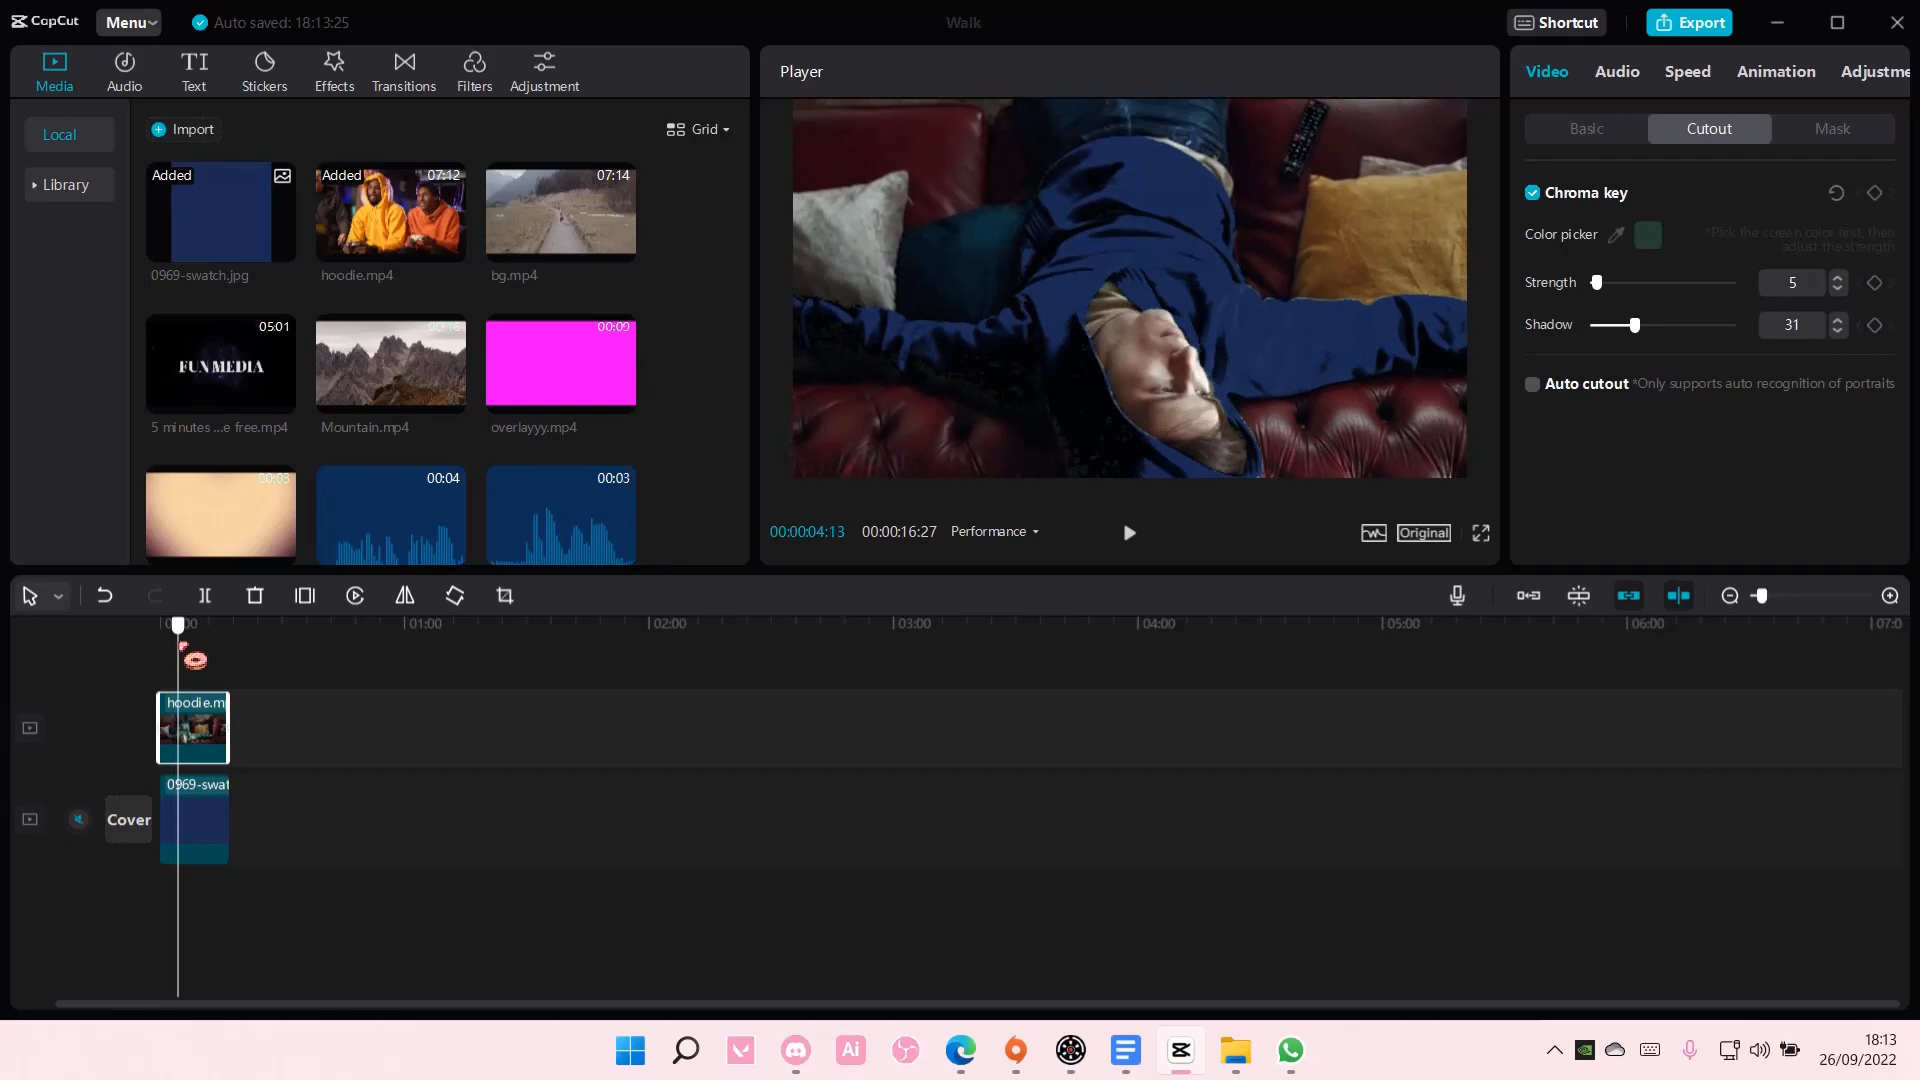 CapCut
Menu
Auto saved: 18:13:25
Walk
Shortcut
Export
Media
Audio
Text
Stickers
Effects
Transitions
Filters
Adjustment
Player
Video
Audio
Speed
Animation
Adjustme
Local
Library
Import
Grid
Added
0969-swatch.jpg
Added
07:12
hoodie.mp4
07:14
bg.mp4
05:01
FUN MEDIA
5 minutes ...e free.mp4
Mountain.mp4
00:09
overlayyy.mp4
00:03
00:04
00:03
Basic
Cutout
Mask
Chroma key
Color picker
*Pick the screen color first, then
adjust the strength
Strength
5
Shadow
31
Auto cutout *Only supports auto recognition of portraits
00:00:04:13
00:00:16:27
Performance
Original
01:00
02:00
03:00
04:00
05:00
06:00
07:0
hoodie.m
0969-swat
Cover
Ai
18:13
26/09/2022